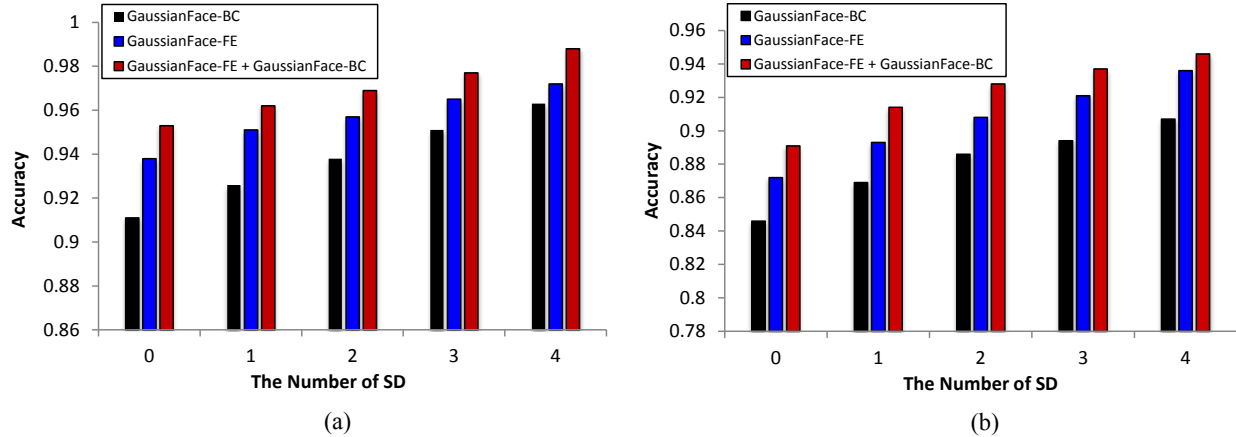 1
0.98
0.96
0.94
0.92
0.9
0.88
0.86
Accuracy
GaussianFace-BC
GaussianFace-FE
GaussianFace-FE + GaussianFace-BC
0 1 2 3 4
The Number of SD
(a)
0.96
0.94
0.92
0.9
0.88
0.86
0.84
0.82
0.8
0.78
Accuracy
GaussianFace-BC
GaussianFace-FE
GaussianFace-FE + GaussianFace-BC
0 1 2 3 4
The Number of SD
(b)